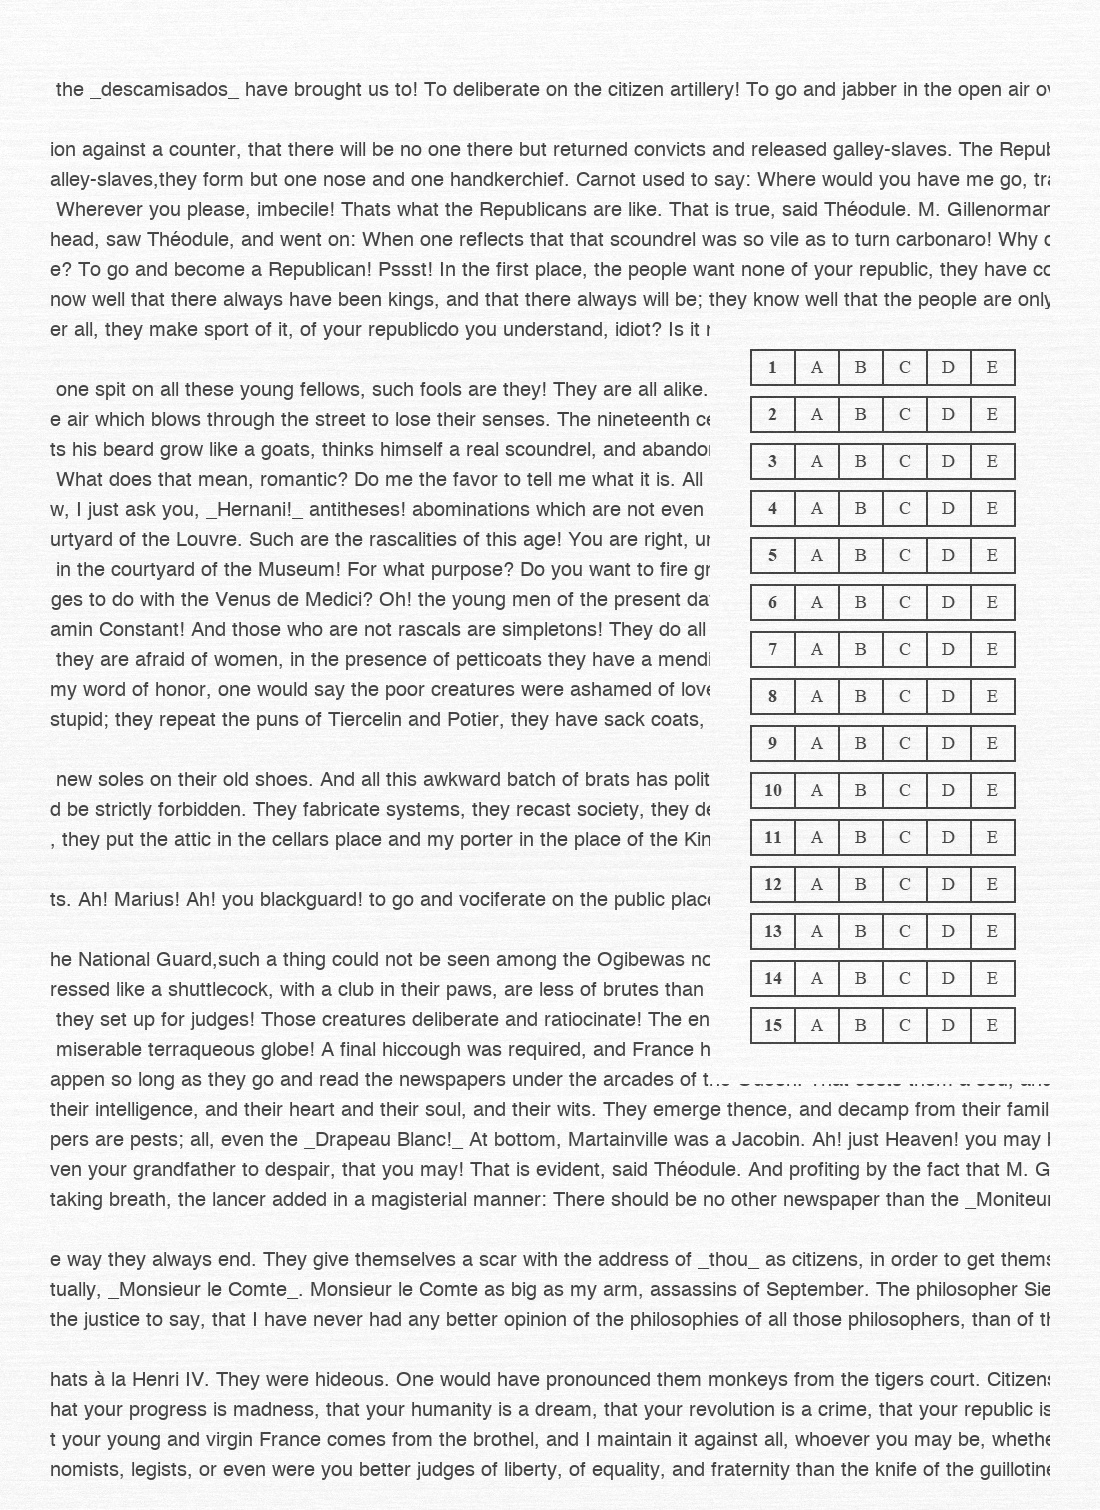 the _descamisados_ have brought us to! To deliberate on the citizen artillery! To go and jabber in the open air
ion against a counter, that there will be no one there but returned convicts and released galley-slaves. The
alley-slaves,they form but one nose and one handkerchief. Carnot used to say: Where would you have me go,
Wherever you please, imbecile! Thats what the Republicans are like. That is true, said Théodule. M.
head, saw Théodule, and went on: When one reflects that that scoundrel was so vile as to turn carbonaro! Why
e? To go and become a Republican! Pssst! In the first place, the people want none of your republic, they have
now well that there always have been kings, and that there always will be; they know well that the people are only
er all, they make sport of it, of your republicdo you understand, idiot? Is it
one spit on all these young fellows, such fools are they! They are all alike.
e air which blows through the street to lose their senses. The nineteenth
ts his beard grow like a goats, thinks himself a real scoundrel, and
What does that mean, romantic? Do me the favor to tell me what it is. All
w, I just ask you, _Hernani!_ antitheses! abominations which are not even
urtyard of the Louvre. Such are the rascalities of this age! You are right,
in the courtyard of the Museum! For what purpose? Do you want to fire
ges to do with the Venus de Medici? Oh! the young men of the present
amin Constant! And those who are not rascals are simpletons! They do all
they are afraid of women, in the presence of petticoats they have a
my word of honor, one would say the poor creatures were ashamed of
stupid; they repeat the puns of Tiercelin and Potier, they have sack coats,
new soles on their old shoes. And all this awkward batch of brats has
d be strictly forbidden. They fabricate systems, they recast society, they
, they put the attic in the cellars place and my porter in the place of the
ts. Ah! Marius! Ah! you blackguard! to go and vociferate on the public
he National Guard,such a thing could not be seen among the Ogibewas
ressed like a shuttlecock, with a club in their paws, are less of brutes than
they set up for judges! Those creatures deliberate and ratiocinate! The
miserable terraqueous globe! A final hiccough was required, and France
appen so long as they go and read the newspapers under the arcades of
their intelligence, and their heart and their soul, and their wits. They emerge thence, and decamp from their
pers are pests; all, even the _Drapeau Blanc!_ At bottom, Martainville was a Jacobin. Ah! just Heaven! you may
ven your grandfather to despair, that you may! That is evident, said Théodule. And profiting by the fact that M.
taking breath, the lancer added in a magisterial manner: There should be no other newspaper than the _Moniteur
e way they always end. They give themselves a scar with the address of _thou_ as citizens, in order to get
tually, _Monsieur le Comte_. Monsieur le Comte as big as my arm, assassins of September. The philosopher
the justice to say, that I have never had any better opinion of the philosophies of all those philosophers, than of
hats à la Henri IV. They were hideous. One would have pronounced them monkeys from the tigers court.
hat your progress is madness, that your humanity is a dream, that your revolution is a crime, that your republic is
t your young and virgin France comes from the brothel, and I maintain it against all, whoever you may be,
nomists, legists, or even were you better judges of liberty, of equality, and fraternity than the knife of the
1 A B C D E
2 A B C D E
3 A B C D E
4 A B C D E
5 A B C D E
6 A B C D E
7 A B C D E
8 A B C D E
9 A B C D E
10 A B C D E
11 A B C D E
12 A B C D E
13 A B C D E
14 A B C D E
15 A B C D E